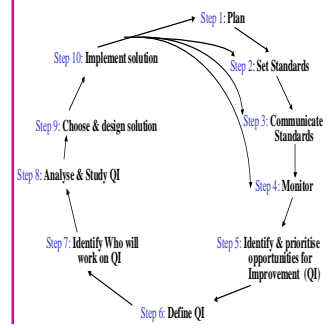 Step 1: Plan
Step 2: Set Standards
Step 3: Communicate
Standards
Step 4: Monitor
Step 5: Identify & prioritise
opportunities for
Improvement (QI)
Step 6: Define QI
Step 7: Identify Who will
work on QI
Step 8: Analyse & Study QI
Step 9: Choose & design solution
Step 10: Implement solution